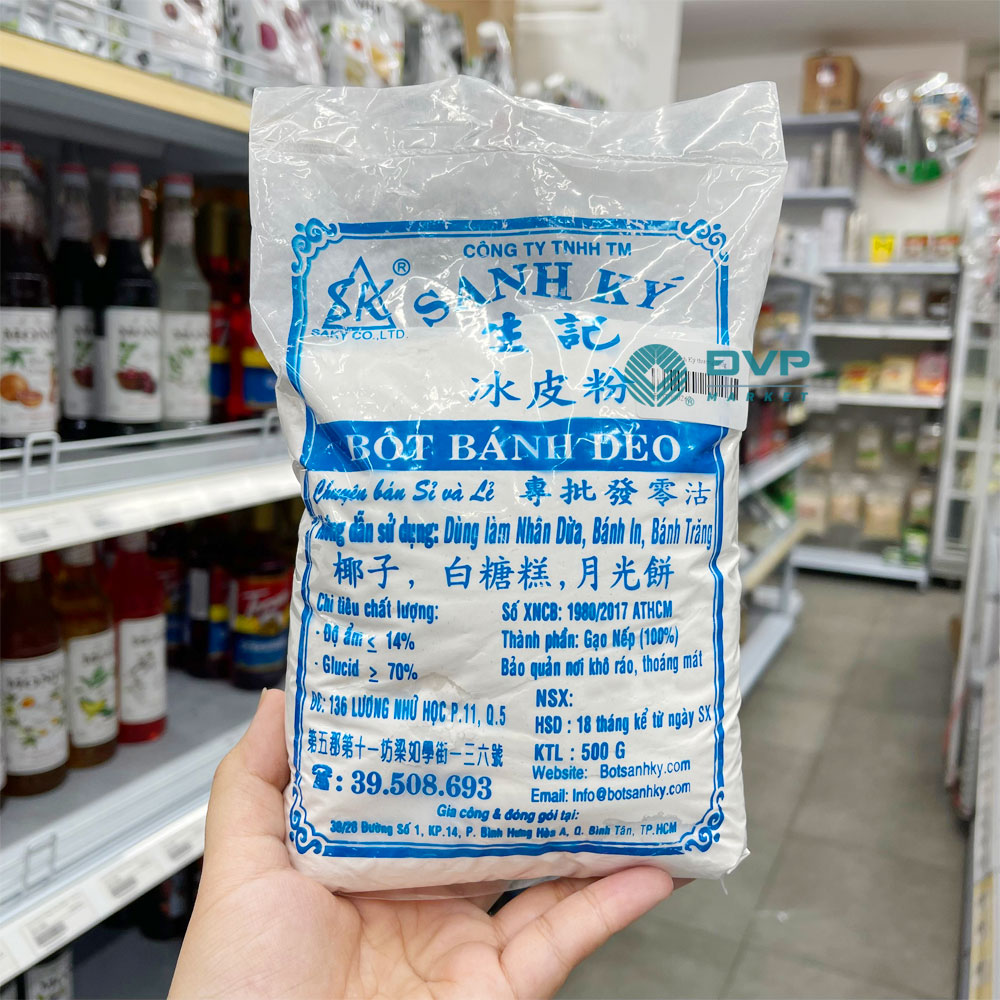 CÔNG TY TNHH TM
SK ®
SAKY CO.,LTD.
SANH KÝ
生記
冰皮粉
ĐVP
MARKET
BỘT BÁNH DẺO
Chuyên bán Sỉ và Lẻ 專批發零沽
dẫn sử dụng: Dùng làm Nhân Dừa, Bánh In, Bánh Trăng
椰子, 白糖糕, 月光餅
Chỉ tiêu chất lượng:
- Độ ẩm ≤ 14%
- Glucid ≥ 70%
Số XNCB: 1980/2017 ATHCM
Thành phần: Gạo Nếp (100%)
Bảo quản nơi khô ráo, thoáng mát
ĐC: 136 LƯƠNG NHỮ HỌC P.11, Q.5
第五郡第十一坊梁如學街一三六號
☎: 39.508.693
NSX:
HSD : 18 tháng kể từ ngày SX
KTL : 500 G
Website: Botsanhky.com
Email: Info@botsanhky.com
Gia công & đóng gói tại:
38/28 Đường Số 1, KP.14, P. Bình Hưng Hòa A, Q. Bình Tân, TP.HCM